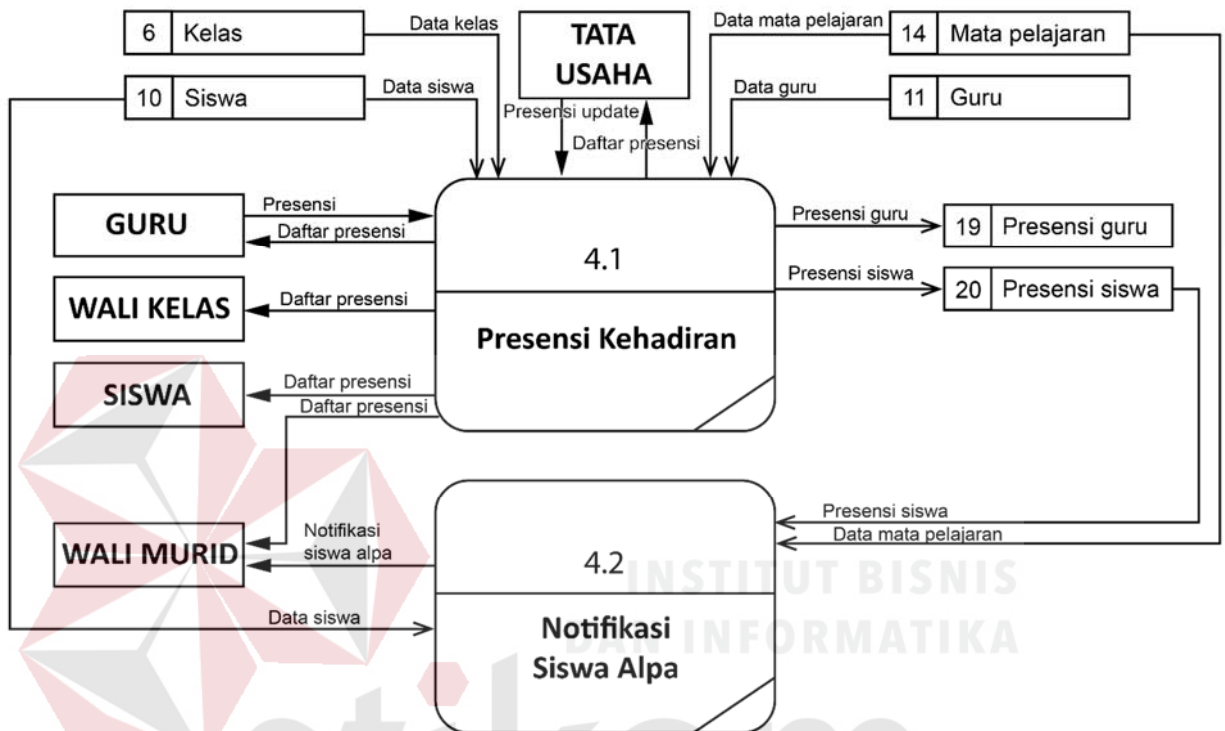 6 Kelas
Data kelas
TATA
USAHA
Data mata pelajaran
14 Mata pelajaran
10 Siswa
Data siswa
Presensi update
Daftar presensi
Data guru
11 Guru
GURU
Presensi
Daftar presensi
4.1
Presensi Kehadiran
Presensi guru
19 Presensi guru
Presensi siswa
20 Presensi siswa
WALI KELAS
Daftar presensi
SISWA
Daftar presensi
Daftar presensi
WALI MURID
Notifikasi
siswa alpa
4.2
Notifikasi
Siswa Alpa
Presensi siswa
Data mata pelajaran
Data siswa
INSTITUT BISNIS
DAN INFORMATIKA